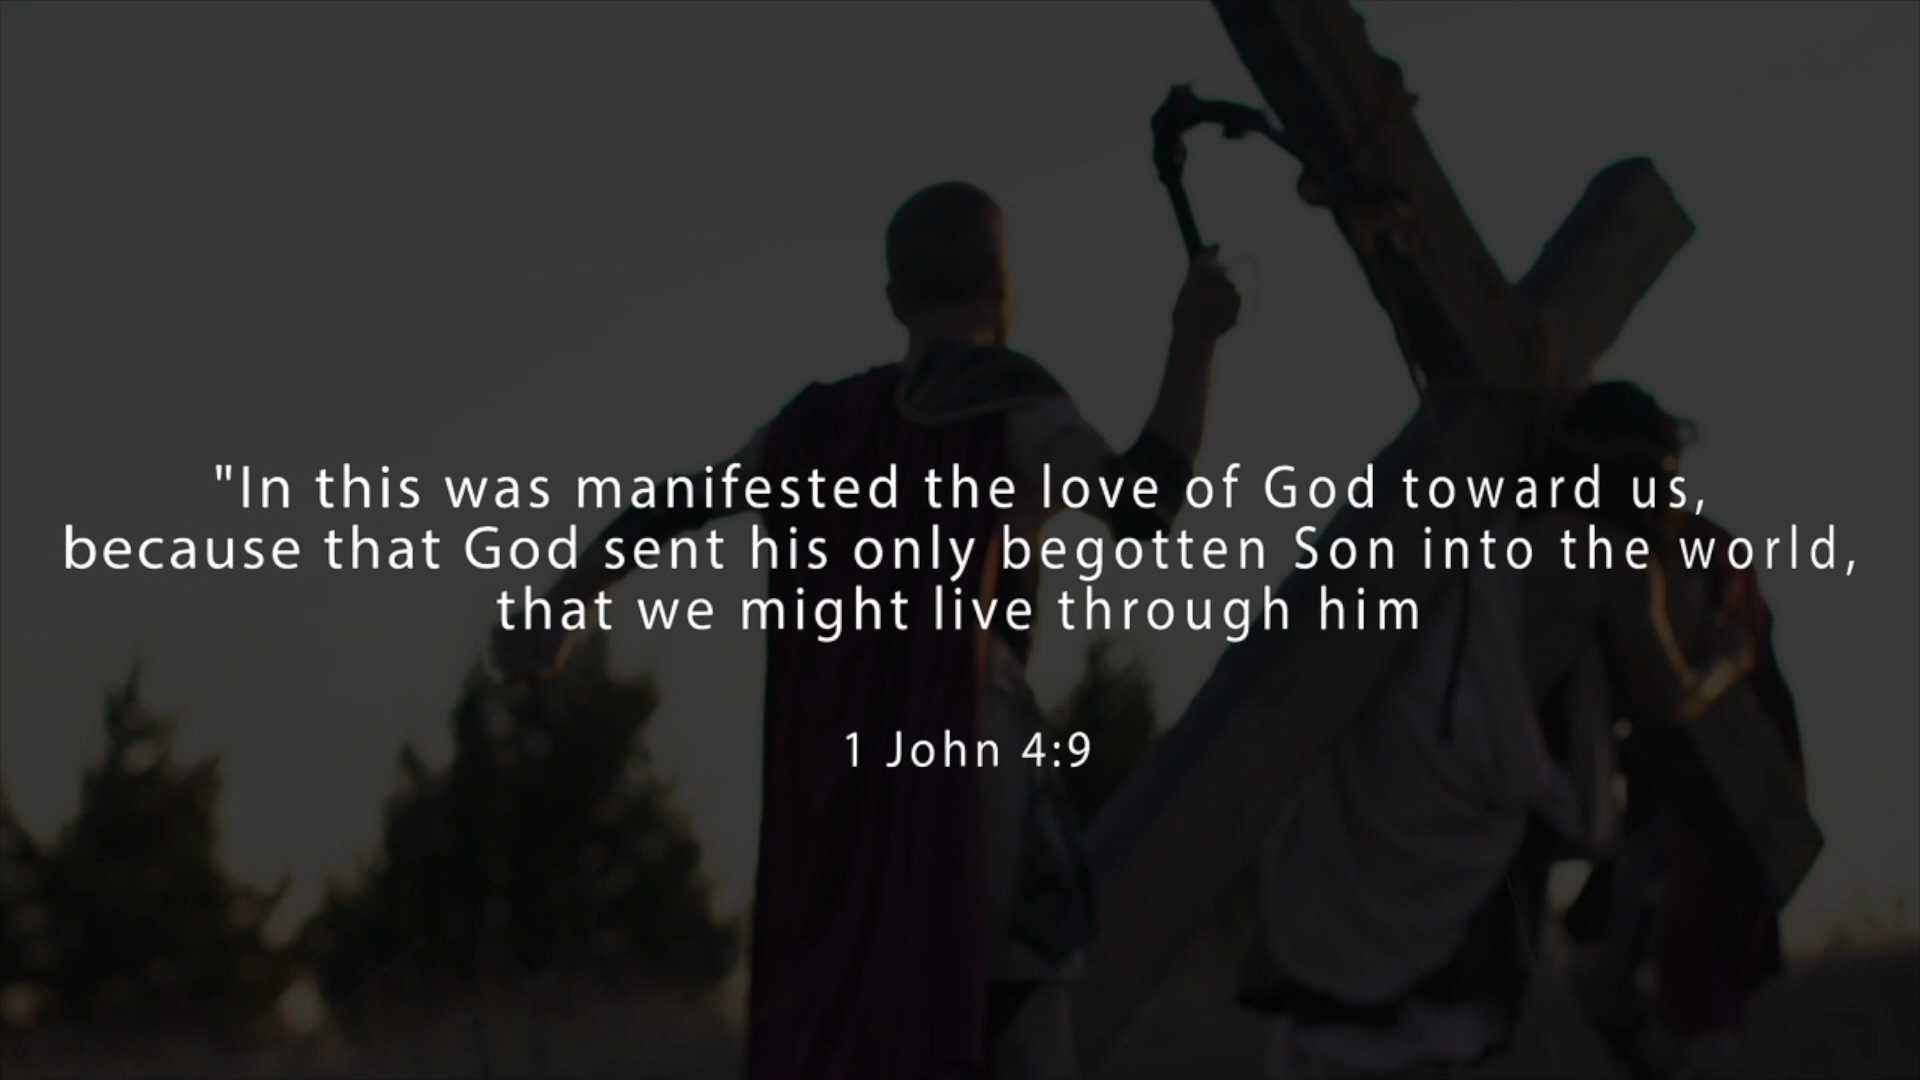 "In this was manifested the love of God toward us,
because that God sent his only begotten Son into the world,
that we might live through him
1 John 4:9